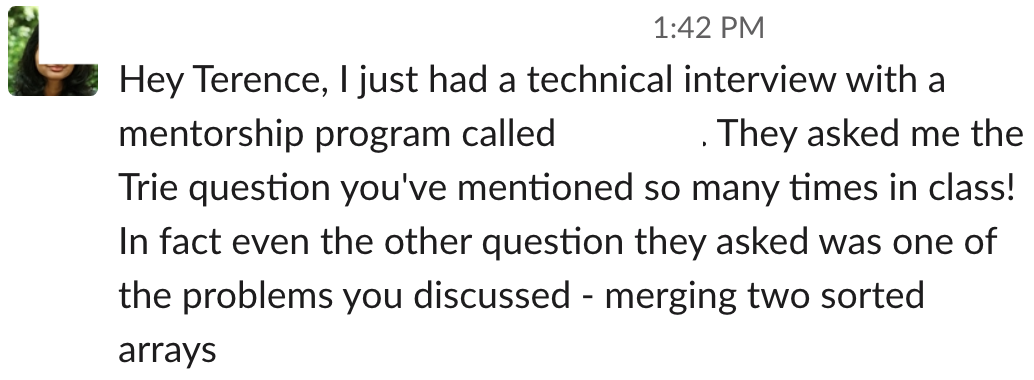 1:42 PM
Hey Terence, I just had a technical interview with a
mentorship program called . They asked me the
Trie question you've mentioned so many times in class!
In fact even the other question they asked was one of
the problems you discussed - merging two sorted
arrays